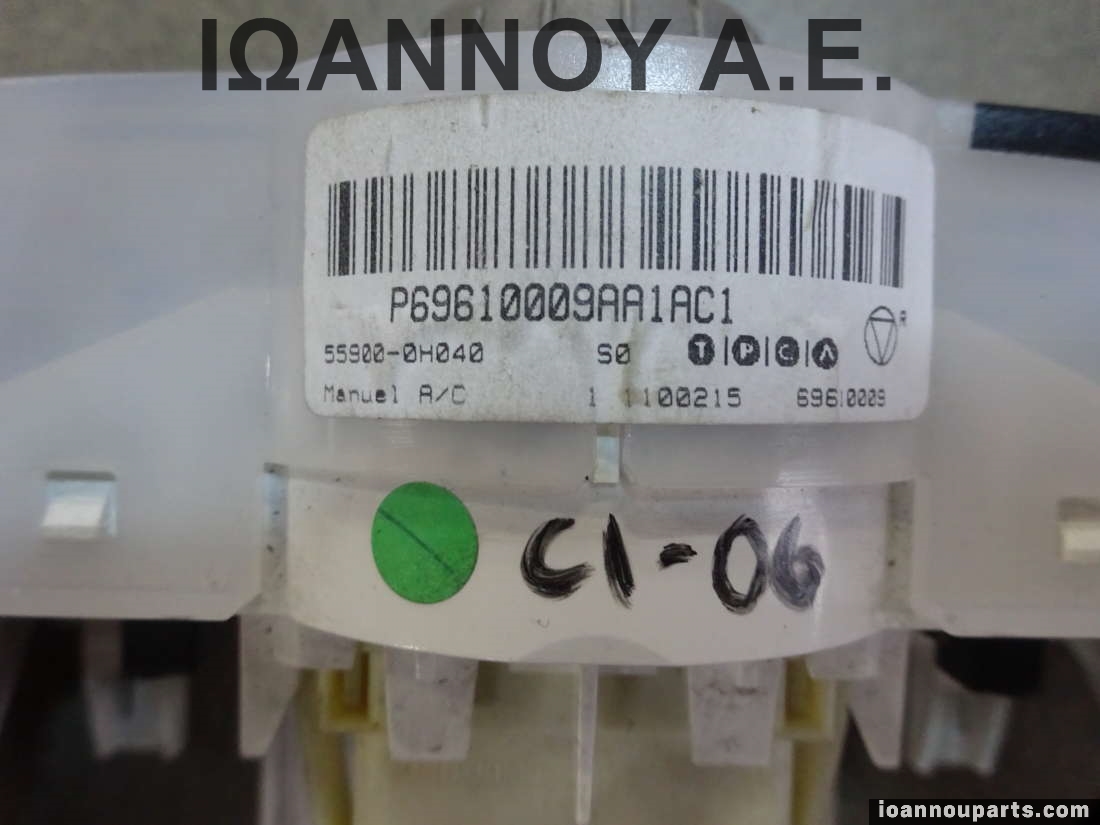 ΙΩΑΝΝΟΥ Α.Ε.
P69610009AA1AC1
55900-0H040 S0 T|P|C|A R
Manuel A/C 1 1100215 69610009
C1-06
ioannouparts.com